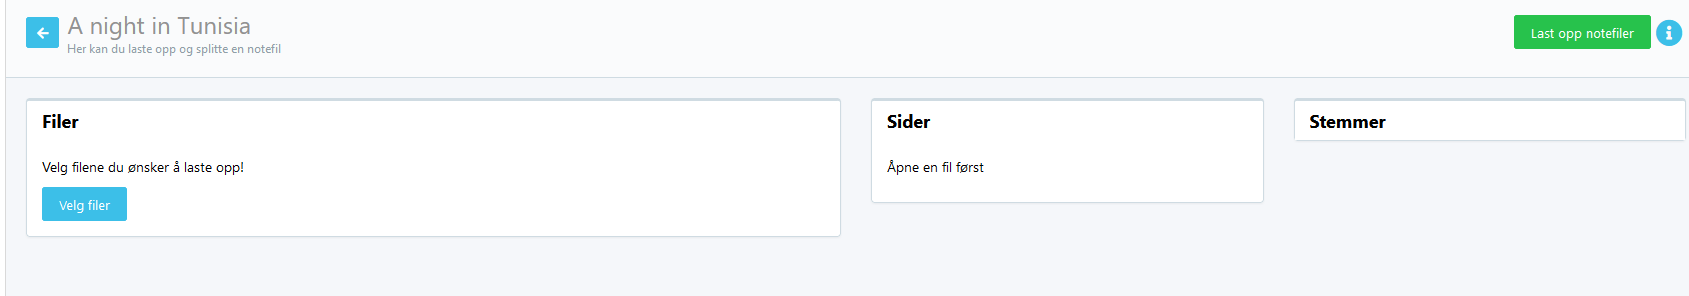 A night in Tunisia
Her kan du laste opp og splitte en notefil
Last opp notefiler
Filer
Velg filene du ønsker å laste opp!
Velg filer
Sider
Åpne en fil først
Stemmer